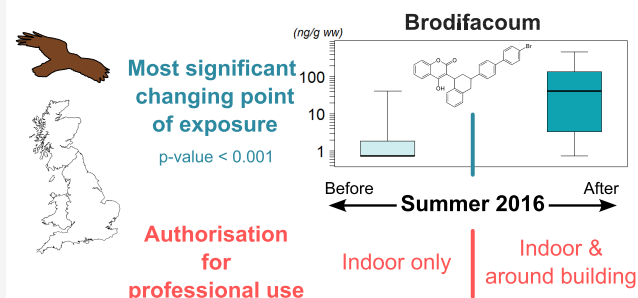 Brodifacoum
(ng/g ww)
Most significant
changing point
of exposure
p-value < 0.001
100
10
1
O
O
OH
Br
Before
After
Summer 2016
Authorisation
for
professional use
Indoor only
Indoor &
around building